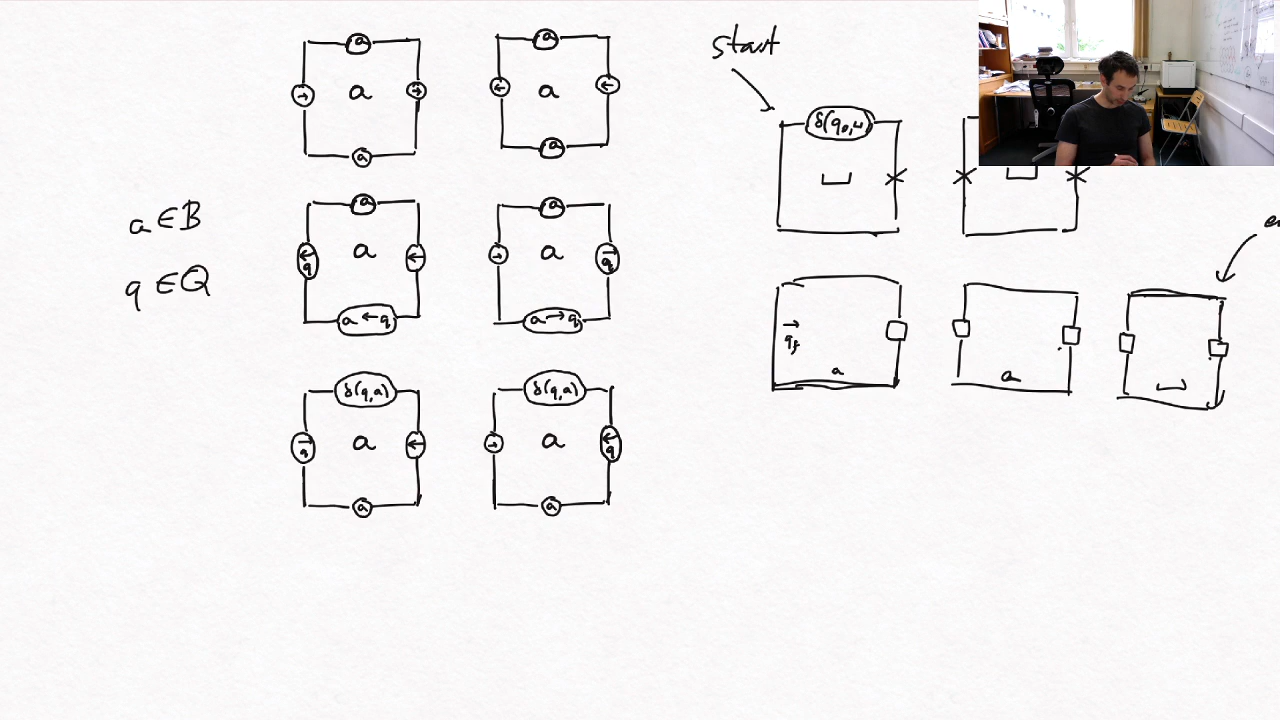 start
a a
→ a → ← a ←
a a
δ(q₀,␣)
␣ ␣
a ∈ B
q ∈ Q
a a
←q a ← → a →q
a ← q a → q
→q_f
a a ␣
δ(q,a) δ(q,a)
→q a ← → a ←q
a a